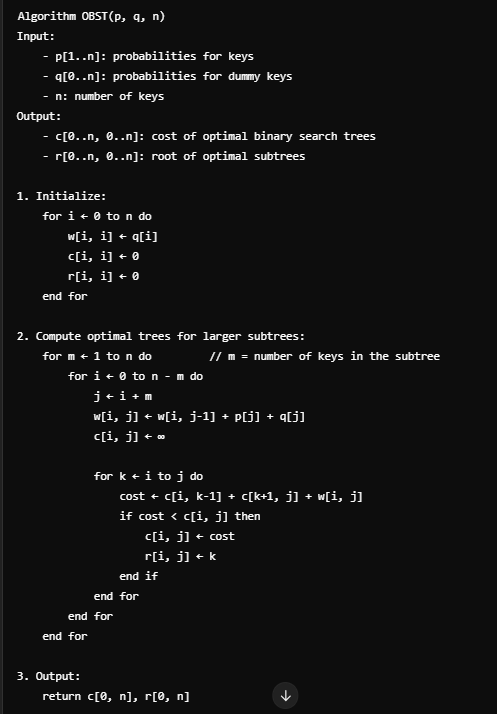 Algorithm OBST(p, q, n)
Input:
    - p[1..n]: probabilities for keys
    - q[0..n]: probabilities for dummy keys
    - n: number of keys
Output:
    - c[0..n, 0..n]: cost of optimal binary search trees
    - r[0..n, 0..n]: root of optimal subtrees

1. Initialize:
    for i ← 0 to n do
        w[i, i] ← q[i]
        c[i, i] ← 0
        r[i, i] ← 0
    end for

2. Compute optimal trees for larger subtrees:
    for m ← 1 to n do         // m = number of keys in the subtree
        for i ← 0 to n - m do
            j ← i + m
            w[i, j] ← w[i, j-1] + p[j] + q[j]
            c[i, j] ← ∞

            for k ← i to j do
                cost ← c[i, k-1] + c[k+1, j] + w[i, j]
                if cost < c[i, j] then
                    c[i, j] ← cost
                    r[i, j] ← k
                end if
            end for
        end for
    end for

3. Output:
    return c[0, n], r[0, n]